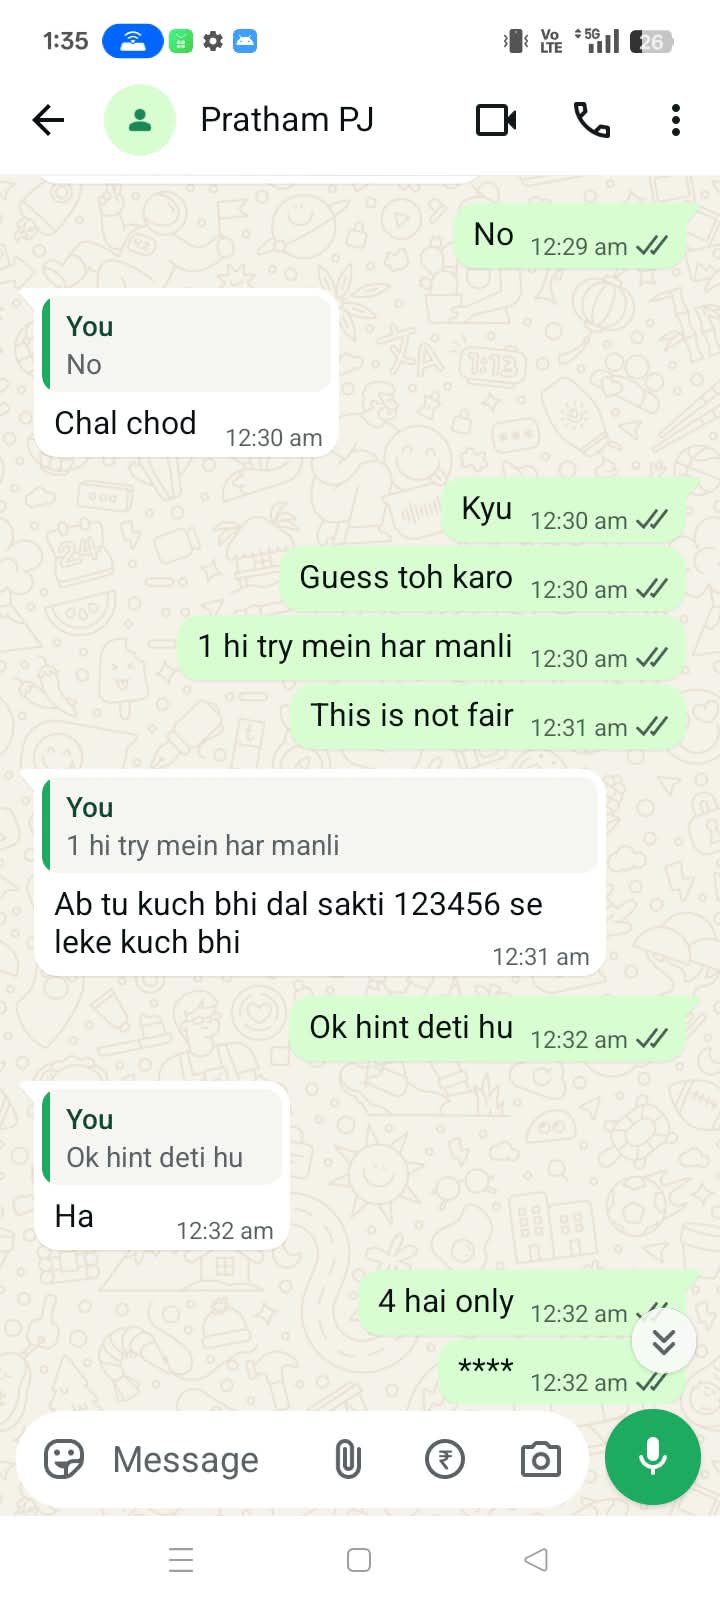 1:35
Vo
LTE
5G
26
Pratham PJ
No 12:29 am
You
No
Chal chod 12:30 am
Kyu 12:30 am
Guess toh karo 12:30 am
1 hi try mein har manli 12:30 am
This is not fair 12:31 am
You
1 hi try mein har manli
Ab tu kuch bhi dal sakti 123456 se
leke kuch bhi 12:31 am
Ok hint deti hu 12:32 am
You
Ok hint deti hu
Ha 12:32 am
4 hai only 12:32 am
**** 12:32 am
Message